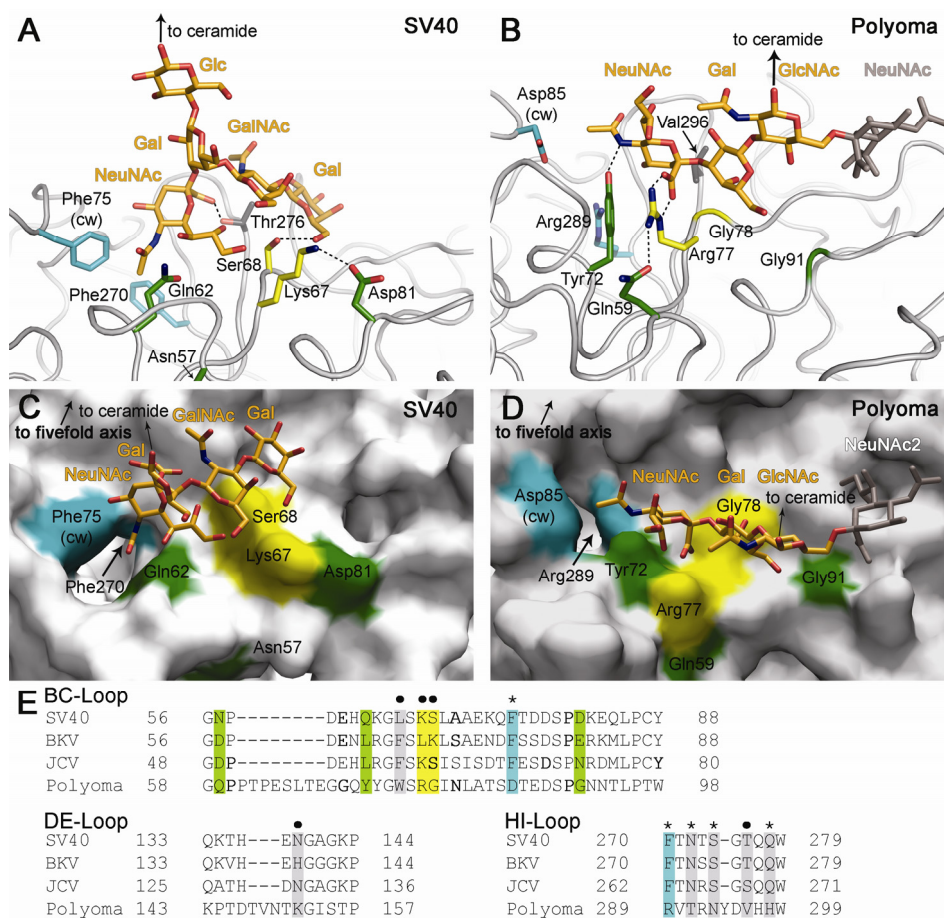 A
SV40
to ceramide
Glc
Gal
GalNAc
Gal
NeuNAc
Phe75
(cw)
Thr276
Ser68
Phe270
Gln62
Lys67
Asp81
Asn57
B
Polyoma
to ceramide
NeuNAc
Gal
GlcNAc
NeuNAc
Asp85
(cw)
Val296
Arg289
Gly78
Arg77
Tyr72
Gly91
Gln59
C
SV40
to ceramide
to fivefold axis
GalNAc
Gal
Gal
NeuNAc
Phe75
(cw)
Ser68
Phe270
Gln62
Lys67
Asp81
Asn57
D
Polyoma
to fivefold axis
NeuNAc2
NeuNAc
Gal
GlcNAc
Asp85
(cw)
Gly78
to ceramide
Arg289
Tyr72
Gly91
Arg77
Gln59
E BC-Loop
● ●● *
SV40 56 GNP-------DEHQKGLSKSLAAEKQFTDDSPDKEQLPCY 88
BKV 56 GDP-------DENLRGFSLKSAENDFSSDSPERKMLPCY 88
JCV 48 GDP-------DEHLRGFSKSISISDTFESDSPNRDMLPCY 80
Polyoma 58 GQPPTPESLTEGGQYYGWSRGINLATSDTEDSPGNNTLPTW 98
DE-Loop
●
SV40 133 QKTH---ENGAGKP 144
BKV 133 QKVH---EHGGGKP 144
JCV 125 QATH---DNGAGKP 136
Polyoma 143 KPTDTVNTKGISTP 157
HI-Loop
* * * ● *
SV40 270 FTNTS-GTQQW 279
BKV 270 FTNSS-GTQQW 279
JCV 262 FTNRS-GSQQW 271
Polyoma 289 RVTRNYDVHHW 299